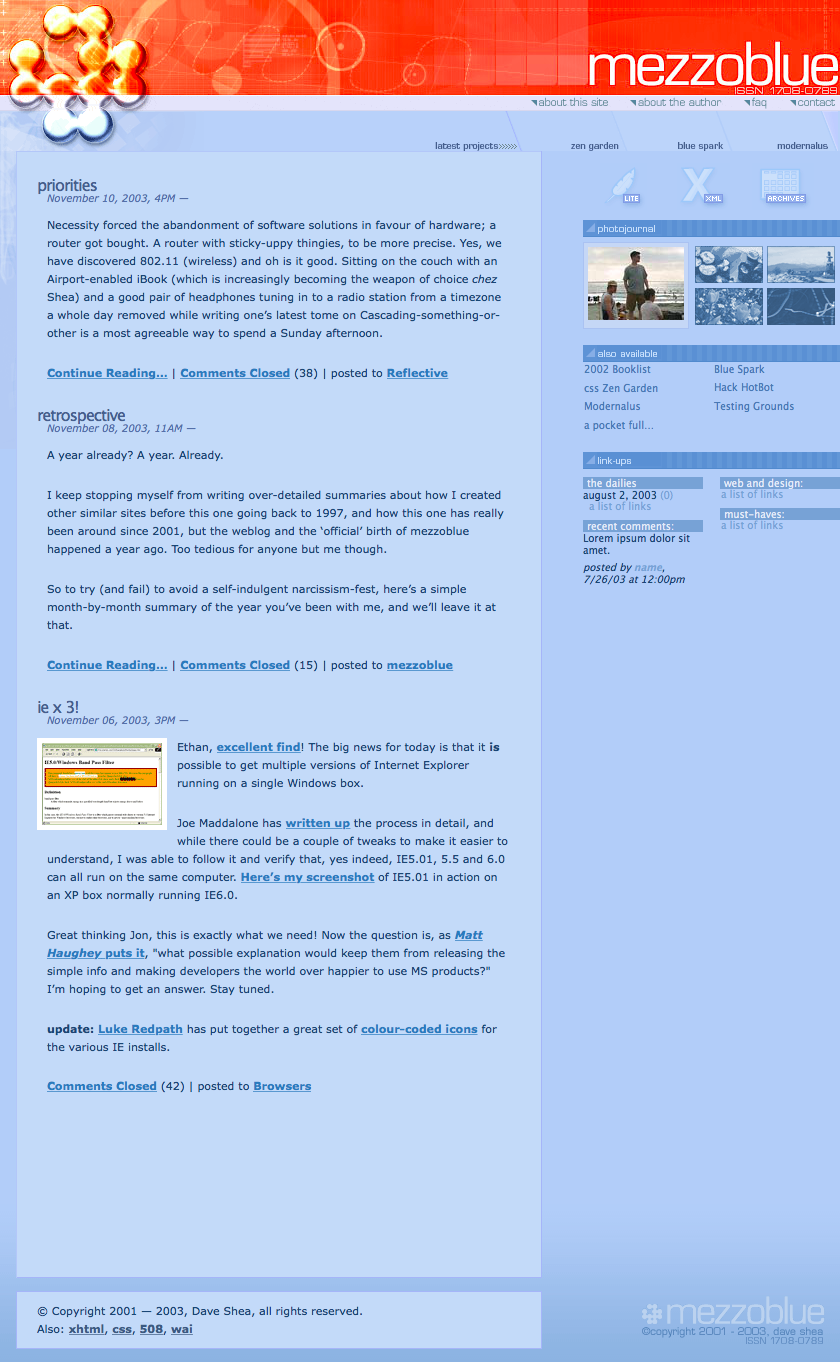 mezzoblue
ISSN 1708-0789
about this site
about the author
faq
contact
latest projects
zen garden
blue spark
modernalus
priorities
November 10, 2003, 4PM —
Necessity forced the abandonment of software solutions in favour of hardware; a
router got bought. A router with sticky-uppy thingies, to be more precise. Yes, we
have discovered 802.11 (wireless) and oh is it good. Sitting on the couch with an
Airport-enabled iBook (which is increasingly becoming the weapon of choice chez
Shea) and a good pair of headphones tuning in to a radio station from a timezone
a whole day removed while writing one’s latest tome on Cascading-something-or-
other is a most agreeable way to spend a Sunday afternoon.
Continue Reading... | Comments Closed (38) | posted to Reflective
retrospective
November 08, 2003, 11AM —
A year already? A year. Already.
I keep stopping myself from writing over-detailed summaries about how I created
other similar sites before this one going back to 1997, and how this one has really
been around since 2001, but the weblog and the ‘official’ birth of mezzoblue
happened a year ago. Too tedious for anyone but me though.
So to try (and fail) to avoid a self-indulgent narcissism-fest, here’s a simple
month-by-month summary of the year you’ve been with me, and we’ll leave it at
that.
Continue Reading... | Comments Closed (15) | posted to mezzoblue
ie x 3!
November 06, 2003, 3PM —
IE5.0/Windows Band Pass Filter
Ethan, excellent find! The big news for today is that it is
possible to get multiple versions of Internet Explorer
running on a single Windows box.
Joe Maddalone has written up the process in detail, and
while there could be a couple of tweaks to make it easier to
understand, I was able to follow it and verify that, yes indeed, IE5.01, 5.5 and 6.0
can all run on the same computer. Here’s my screenshot of IE5.01 in action on
an XP box normally running IE6.0.
Great thinking Jon, this is exactly what we need! Now the question is, as Matt
Haughey puts it, "what possible explanation would keep them from releasing the
simple info and making developers the world over happier to use MS products?"
I’m hoping to get an answer. Stay tuned.
update: Luke Redpath has put together a great set of colour-coded icons for
the various IE installs.
Comments Closed (42) | posted to Browsers
LITE
XML
ARCHIVES
photojournal
also available
2002 Booklist
css Zen Garden
Modernalus
a pocket full...
Blue Spark
Hack HotBot
Testing Grounds
link-ups
the dailies
august 2, 2003 (0)
a list of links
recent comments:
Lorem ipsum dolor sit
amet.
posted by name,
7/26/03 at 12:00pm
web and design:
a list of links
must-haves:
a list of links
© Copyright 2001 — 2003, Dave Shea, all rights reserved.
Also: xhtml, css, 508, wai
mezzoblue
©copyright 2001 - 2003, dave shea
ISSN 1708-0789